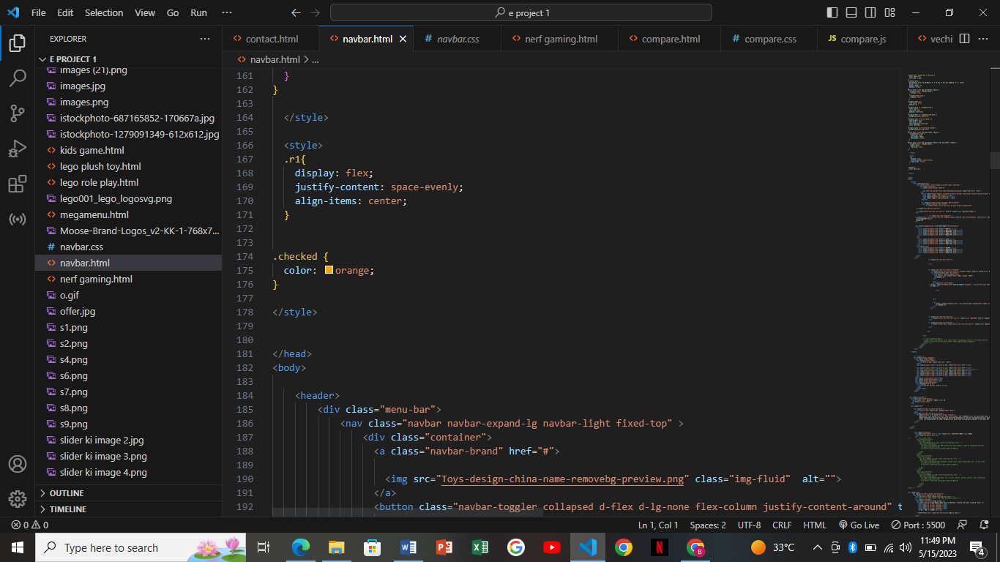 File Edit Selection View Go Run ··· e project 1
EXPLORER ···
E PROJECT 1
images (21).png
images.jpg
images.png
istockphoto-687165852-170667a.jpg
istockphoto-1279091349-612x612.jpg
kids game.html
lego plush toy.html
lego role play.html
lego001_lego_logosvg.png
megamenu.html
Moose-Brand-Logos_v2-KK-1-768x7...
navbar.css
navbar.html
nerf gaming.html
o.gif
offer.jpg
s1.png
s2.png
s4.png
s6.png
s7.png
s8.png
s9.png
slider ki image 2.jpg
slider ki image 3.png
slider ki image 4.png
OUTLINE
TIMELINE
contact.html navbar.html navbar.css nerf gaming.html compare.html compare.css JS compare.js vechi ···
navbar.html > ...
161 }
162 }
163
164 </style>
165
166 <style>
167 .r1{
168 display: flex;
169 justify-content: space-evenly;
170 align-items: center;
171 }
172
173
174 .checked {
175 color: orange;
176 }
177
178 </style>
179
180
181 </head>
182 <body>
183
184 <header>
185 <div class="menu-bar">
186 <nav class="navbar navbar-expand-lg navbar-light fixed-top" >
187 <div class="container">
188 <a class="navbar-brand" href="#">
189
190 <img src="Toys-design-china-name-removebg-preview.png" class="img-fluid" alt="">
191 </a>
192 <button class="navbar-toggler collapsed d-flex d-lg-none flex-column justify-content-around" t
0 0 Ln 1, Col 1 Spaces: 2 UTF-8 CRLF HTML Go Live Port : 5500
Type here to search 33°C 11:49 PM
5/15/2023 4